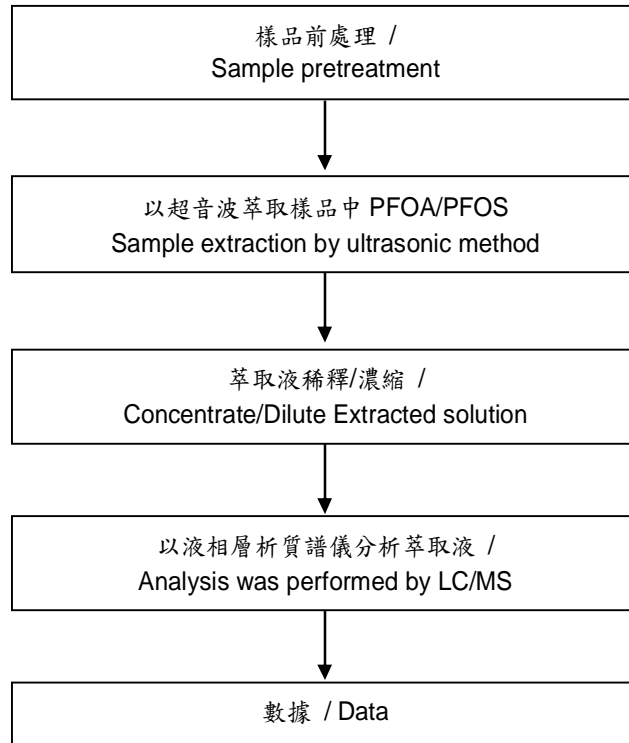 樣品前處理 /
Sample pretreatment
以超音波萃取樣品中 PFOA/PFOS
Sample extraction by ultrasonic method
萃取液稀釋/濃縮 /
Concentrate/Dilute Extracted solution
以液相層析質譜儀分析萃取液 /
Analysis was performed by LC/MS
數據 / Data